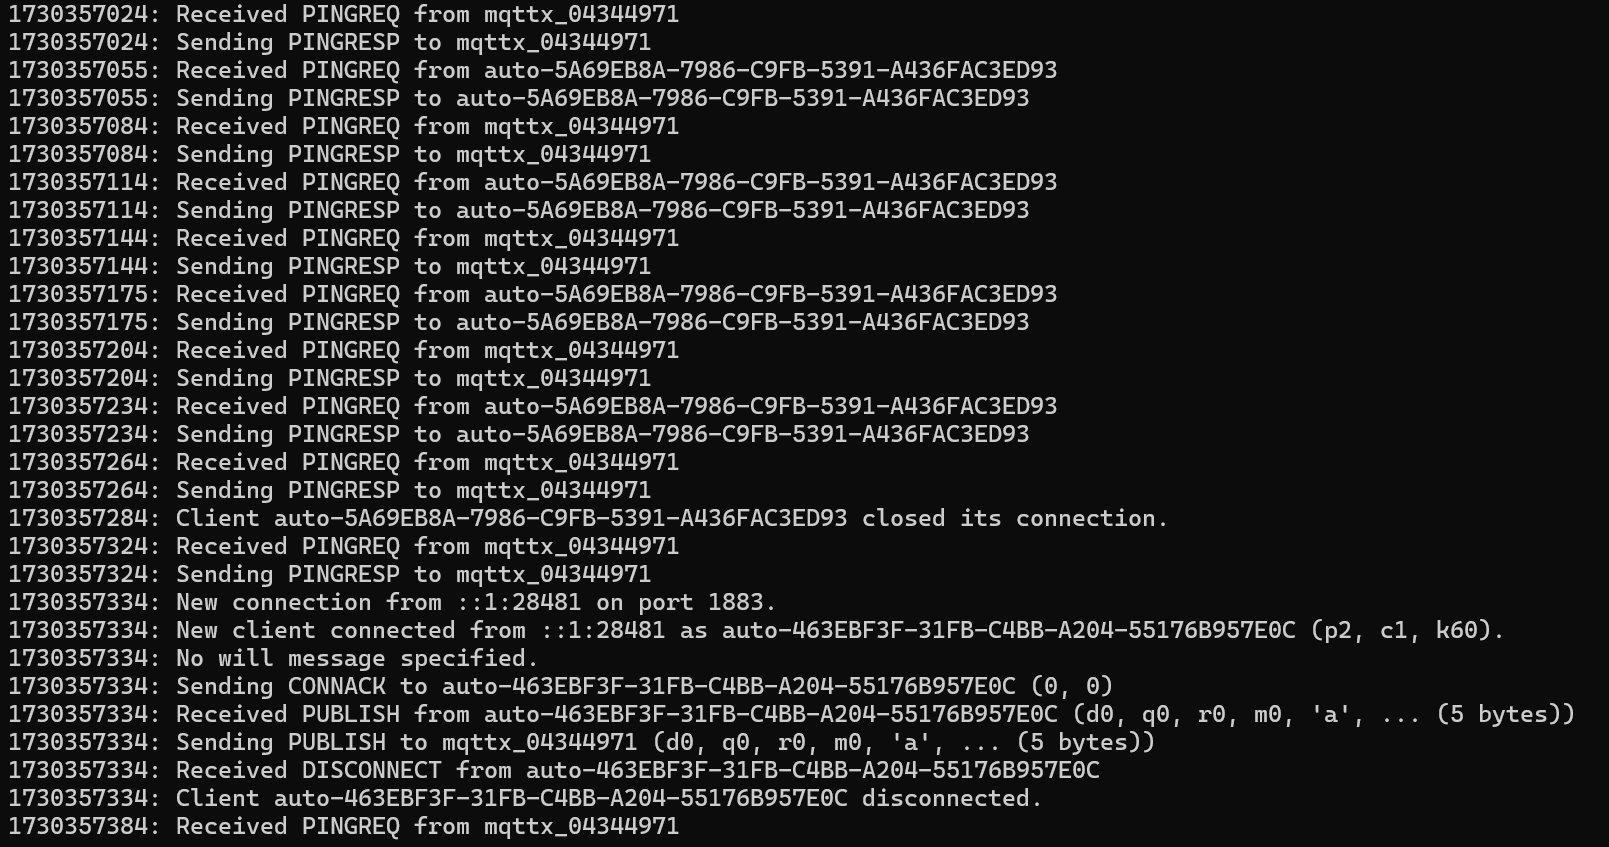 1730357024: Received PINGREQ from mqttx_04344971
1730357024: Sending PINGRESP to mqttx_04344971
1730357055: Received PINGREQ from auto-5A69EB8A-7986-C9FB-5391-A436FAC3ED93
1730357055: Sending PINGRESP to auto-5A69EB8A-7986-C9FB-5391-A436FAC3ED93
1730357084: Received PINGREQ from mqttx_04344971
1730357084: Sending PINGRESP to mqttx_04344971
1730357114: Received PINGREQ from auto-5A69EB8A-7986-C9FB-5391-A436FAC3ED93
1730357114: Sending PINGRESP to auto-5A69EB8A-7986-C9FB-5391-A436FAC3ED93
1730357144: Received PINGREQ from mqttx_04344971
1730357144: Sending PINGRESP to mqttx_04344971
1730357175: Received PINGREQ from auto-5A69EB8A-7986-C9FB-5391-A436FAC3ED93
1730357175: Sending PINGRESP to auto-5A69EB8A-7986-C9FB-5391-A436FAC3ED93
1730357204: Received PINGREQ from mqttx_04344971
1730357204: Sending PINGRESP to mqttx_04344971
1730357234: Received PINGREQ from auto-5A69EB8A-7986-C9FB-5391-A436FAC3ED93
1730357234: Sending PINGRESP to auto-5A69EB8A-7986-C9FB-5391-A436FAC3ED93
1730357264: Received PINGREQ from mqttx_04344971
1730357264: Sending PINGRESP to mqttx_04344971
1730357284: Client auto-5A69EB8A-7986-C9FB-5391-A436FAC3ED93 closed its connection.
1730357324: Received PINGREQ from mqttx_04344971
1730357324: Sending PINGRESP to mqttx_04344971
1730357334: New connection from ::1:28481 on port 1883.
1730357334: New client connected from ::1:28481 as auto-463EBF3F-31FB-C4BB-A204-55176B957E0C (p2, c1, k60).
1730357334: No will message specified.
1730357334: Sending CONNACK to auto-463EBF3F-31FB-C4BB-A204-55176B957E0C (0, 0)
1730357334: Received PUBLISH from auto-463EBF3F-31FB-C4BB-A204-55176B957E0C (d0, q0, r0, m0, 'a', ... (5 bytes))
1730357334: Sending PUBLISH to mqttx_04344971 (d0, q0, r0, m0, 'a', ... (5 bytes))
1730357334: Received DISCONNECT from auto-463EBF3F-31FB-C4BB-A204-55176B957E0C
1730357334: Client auto-463EBF3F-31FB-C4BB-A204-55176B957E0C disconnected.
1730357384: Received PINGREQ from mqttx_04344971